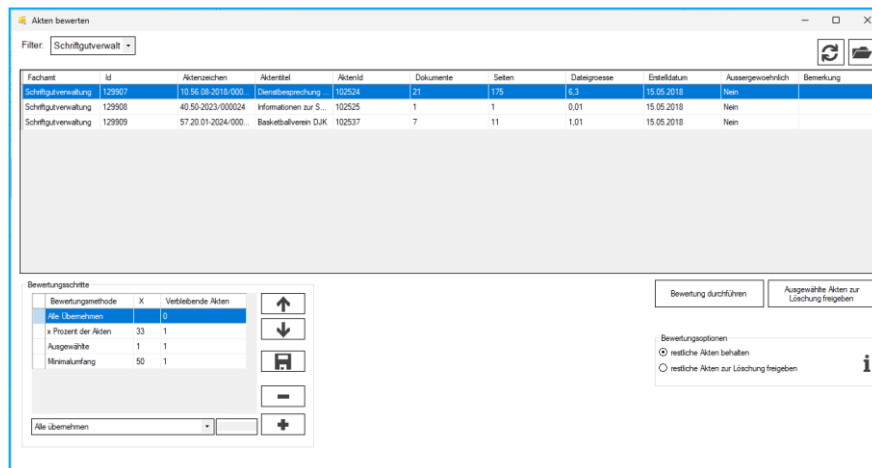 Akten bewerten
Filter: Schriftgutverwalt
Fachamt Id Aktenzeichen Aktentitel AktenId Dokumente Seiten Dateigroesse Erstelldatum Aussergewoehnlich Bemerkung
Schriftgutverwaltung 129907 10.56.08-2018/000... Dienstbesprechung ... 102524 21 175 6,3 15.05.2018 Nein
Schriftgutverwaltung 129908 40.50-2023/000024 Informationen zur S... 102525 1 1 0,01 15.05.2018 Nein
Schriftgutverwaltung 129909 57.20.01-2024/000... Basketballverein DJK 102537 7 11 1,01 15.05.2018 Nein
Bewertungsschritte
Bewertungsmethode X Verbleibende Akten
Alle Übernehmen 0
x Prozent der Akten 33 1
Ausgewählte 1 1
Minimalumfang 50 1
Alle übernehmen
Bewertung durchführen
Ausgewählte Akten zur
Löschung freigeben
Bewertungsoptionen
restliche Akten behalten
restliche Akten zur Löschung freigeben